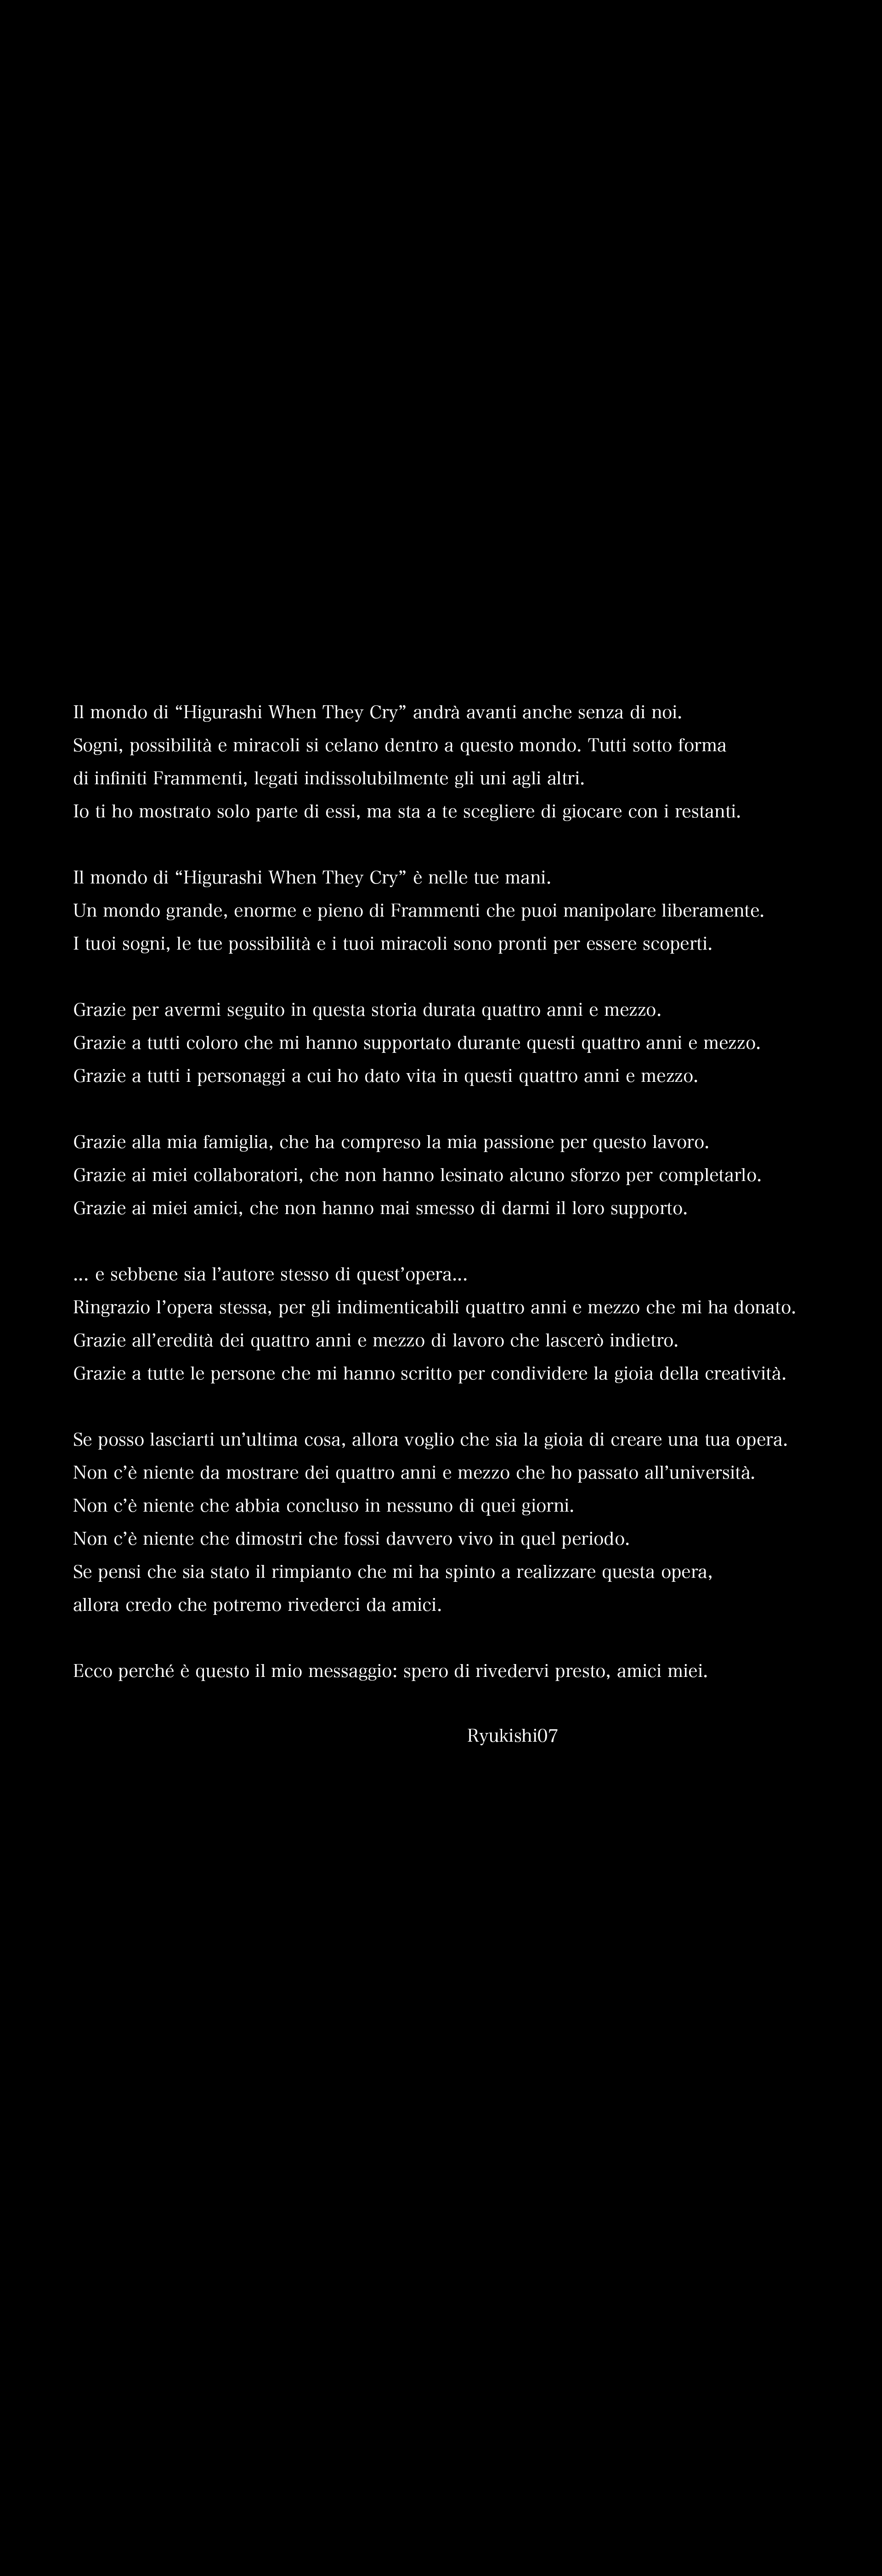 Il mondo di “Higurashi When They Cry” andrà avanti anche senza di noi.
Sogni, possibilità e miracoli si celano dentro a questo mondo. Tutti sotto forma
di infiniti Frammenti, legati indissolubilmente gli uni agli altri.
Io ti ho mostrato solo parte di essi, ma sta a te scegliere di giocare con i restanti.
Il mondo di “Higurashi When They Cry” è nelle tue mani.
Un mondo grande, enorme e pieno di Frammenti che puoi manipolare liberamente.
I tuoi sogni, le tue possibilità e i tuoi miracoli sono pronti per essere scoperti.
Grazie per avermi seguito in questa storia durata quattro anni e mezzo.
Grazie a tutti coloro che mi hanno supportato durante questi quattro anni e mezzo.
Grazie a tutti i personaggi a cui ho dato vita in questi quattro anni e mezzo.
Grazie alla mia famiglia, che ha compreso la mia passione per questo lavoro.
Grazie ai miei collaboratori, che non hanno lesinato alcuno sforzo per completarlo.
Grazie ai miei amici, che non hanno mai smesso di darmi il loro supporto.
... e sebbene sia l’autore stesso di quest’opera...
Ringrazio l’opera stessa, per gli indimenticabili quattro anni e mezzo che mi ha donato.
Grazie all’eredità dei quattro anni e mezzo di lavoro che lascerò indietro.
Grazie a tutte le persone che mi hanno scritto per condividere la gioia della creatività.
Se posso lasciarti un’ultima cosa, allora voglio che sia la gioia di creare una tua opera.
Non c’è niente da mostrare dei quattro anni e mezzo che ho passato all’università.
Non c’è niente che abbia concluso in nessuno di quei giorni.
Non c’è niente che dimostri che fossi davvero vivo in quel periodo.
Se pensi che sia stato il rimpianto che mi ha spinto a realizzare questa opera,
allora credo che potremo rivederci da amici.
Ecco perché è questo il mio messaggio: spero di rivedervi presto, amici miei.
Ryukishi07